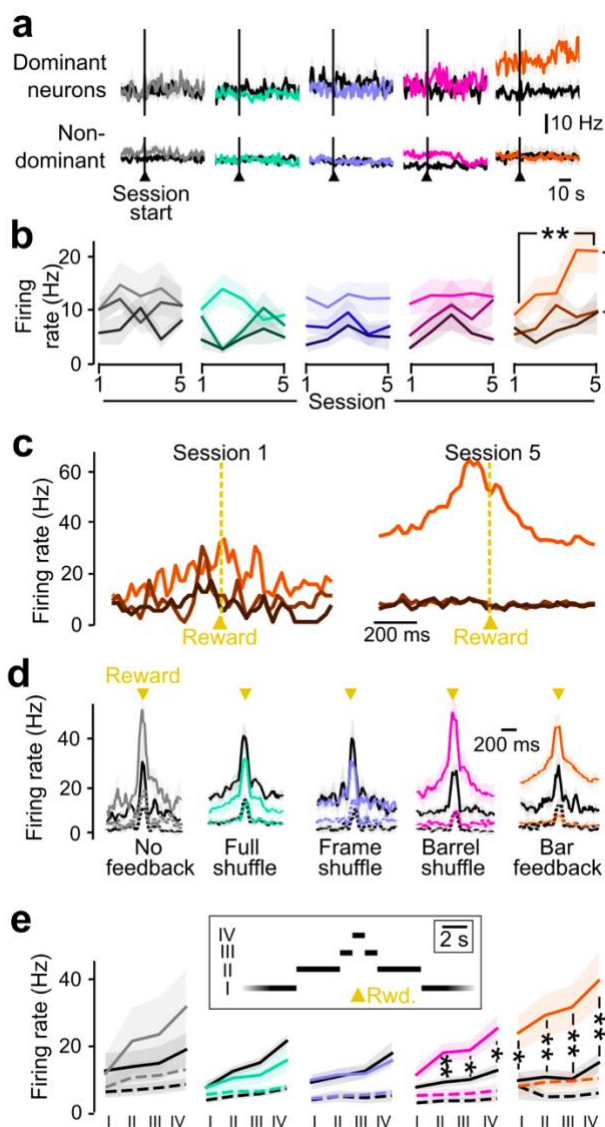 a
Dominant
neurons
Non-
dominant
Session
start
10 Hz
10 s
b
Firing
rate (Hz)
20
10
0
**
1 5 1 5 1 5 1 5 1 5
Session
c
Firing rate (Hz)
60
40
20
0
Session 1
Session 5
Reward
200 ms
Reward
d
Reward
200 ms
Firing rate (Hz)
40
20
0
No
feedback
Full
shuffle
Frame
shuffle
Barrel
shuffle
Bar
feedback
e
Firing rate (Hz)
40
20
0
IV
III
II
I
2 s
Rwd.
** * ** * ** ** **
I II III IV I II III IV I II III IV I II III IV I II III IV